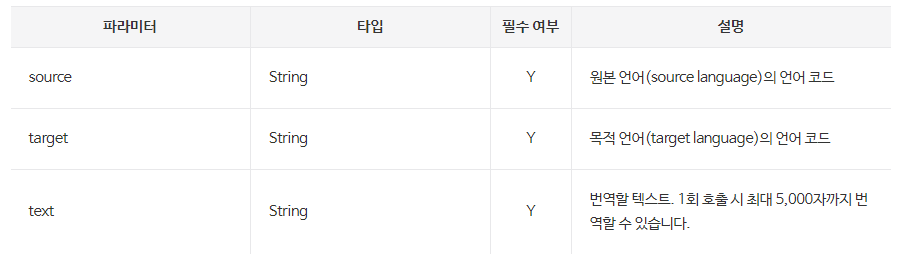 파라미터 타입 필수 여부 설명
source String Y 원본 언어(source language)의 언어 코드
target String Y 목적 언어(target language)의 언어 코드
text String Y 번역할 텍스트. 1회 호출 시 최대 5,000자까지 번
역할 수 있습니다.